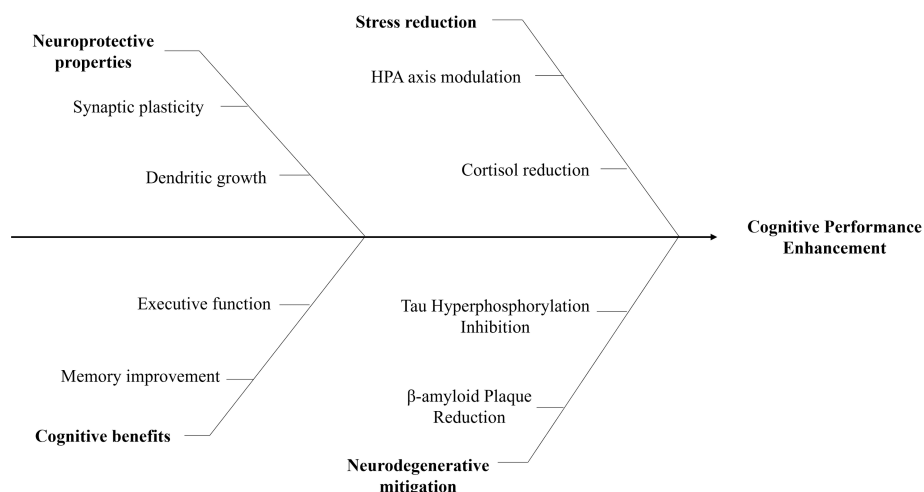 Neuroprotective
properties
Synaptic plasticity
Dendritic growth
Stress reduction
HPA axis modulation
Cortisol reduction
Cognitive Performance
Enhancement
Executive function
Memory improvement
Cognitive benefits
Tau Hyperphosphorylation
Inhibition
β-amyloid Plaque
Reduction
Neurodegenerative
mitigation